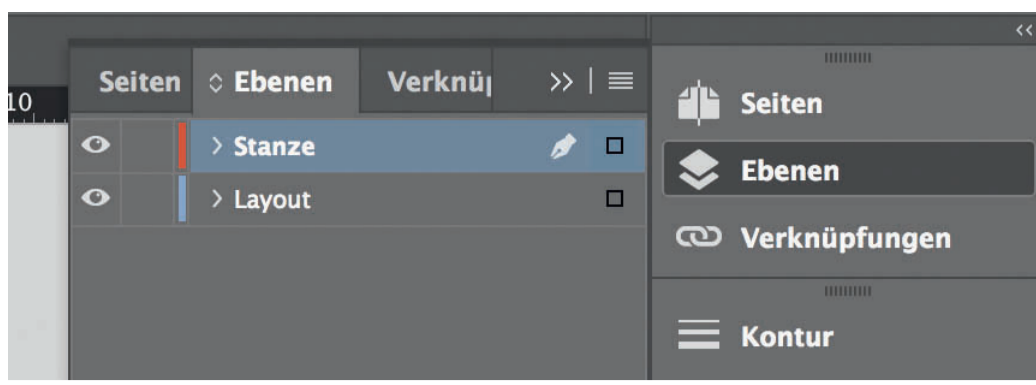 10
Seiten Ebenen Verknü
Stanze
Layout
Seiten
Ebenen
Verknüpfungen
Kontur